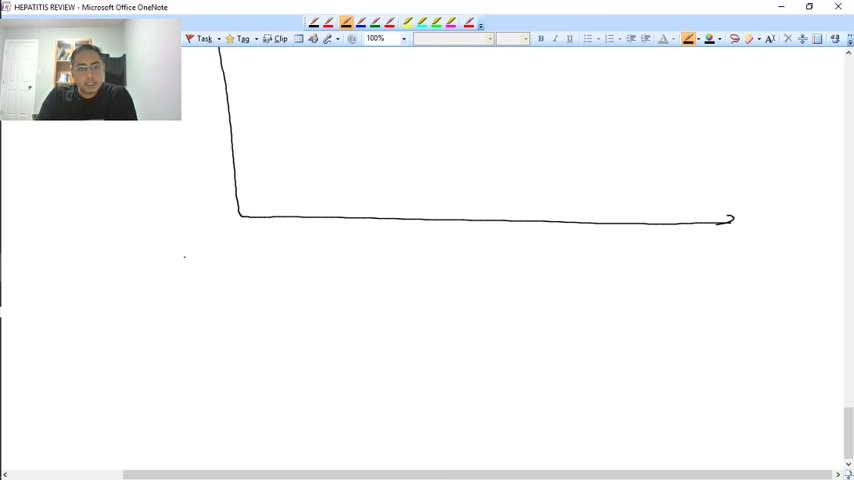 HEPATITIS REVIEW - Microsoft Office OneNote
Task Tag Clip 100% B I U A